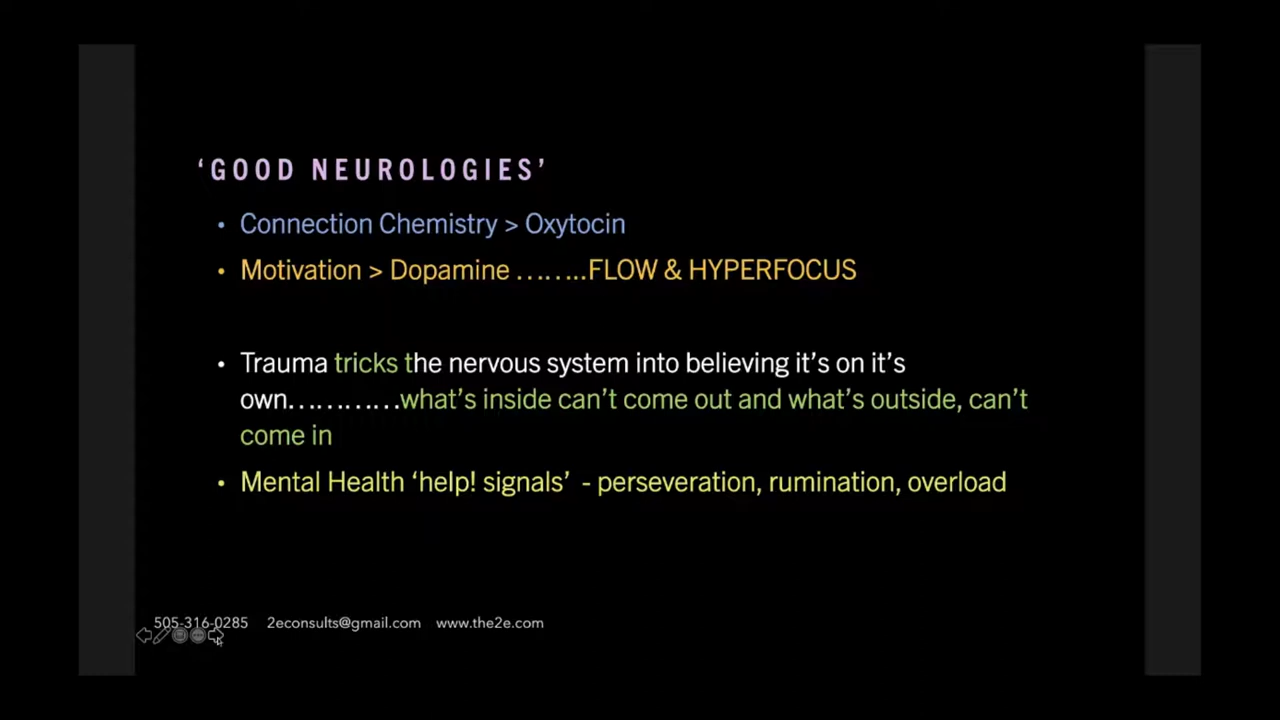 ‘GOOD NEUROLOGIES’
• Connection Chemistry > Oxytocin
• Motivation > Dopamine ……..FLOW & HYPERFOCUS
• Trauma tricks the nervous system into believing it’s on it’s
own…………what’s inside can’t come out and what’s outside, can’t
come in
• Mental Health ‘help! signals’ - perseveration, rumination, overload
505-316-0285 2econsults@gmail.com www.the2e.com